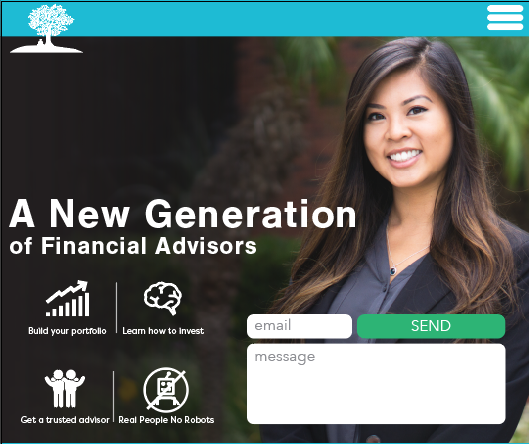 A New Generation
of Financial Advisors
Build your portfolio
Learn how to invest
email
SEND
message
Get a trusted advisor
Real People No Robots